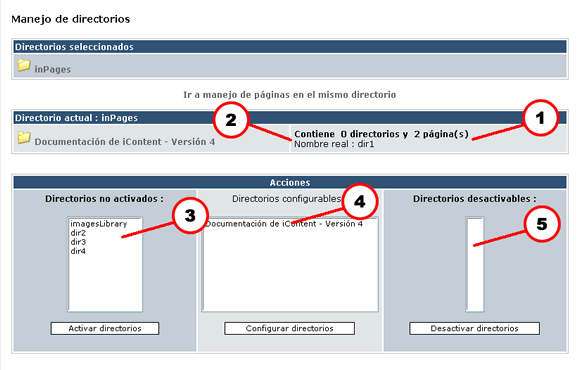 Manejo de directorios
Directorios seleccionados
inPages
Ir a manejo de páginas en el mismo directorio
Directorio actual : inPages
2
1
Documentación de iContent - Versión 4
Contiene 0 directorios y 2 página(s)
Nombre real : dir1
Acciones
Directorios no activados :
Directorios configurables
Directorios desactivables :
3
4
5
imagesLibrary
dir2
dir3
dir4
Documentación de iContent - Versión 4
Activar directorios
Configurar directorios
Desactivar directorios